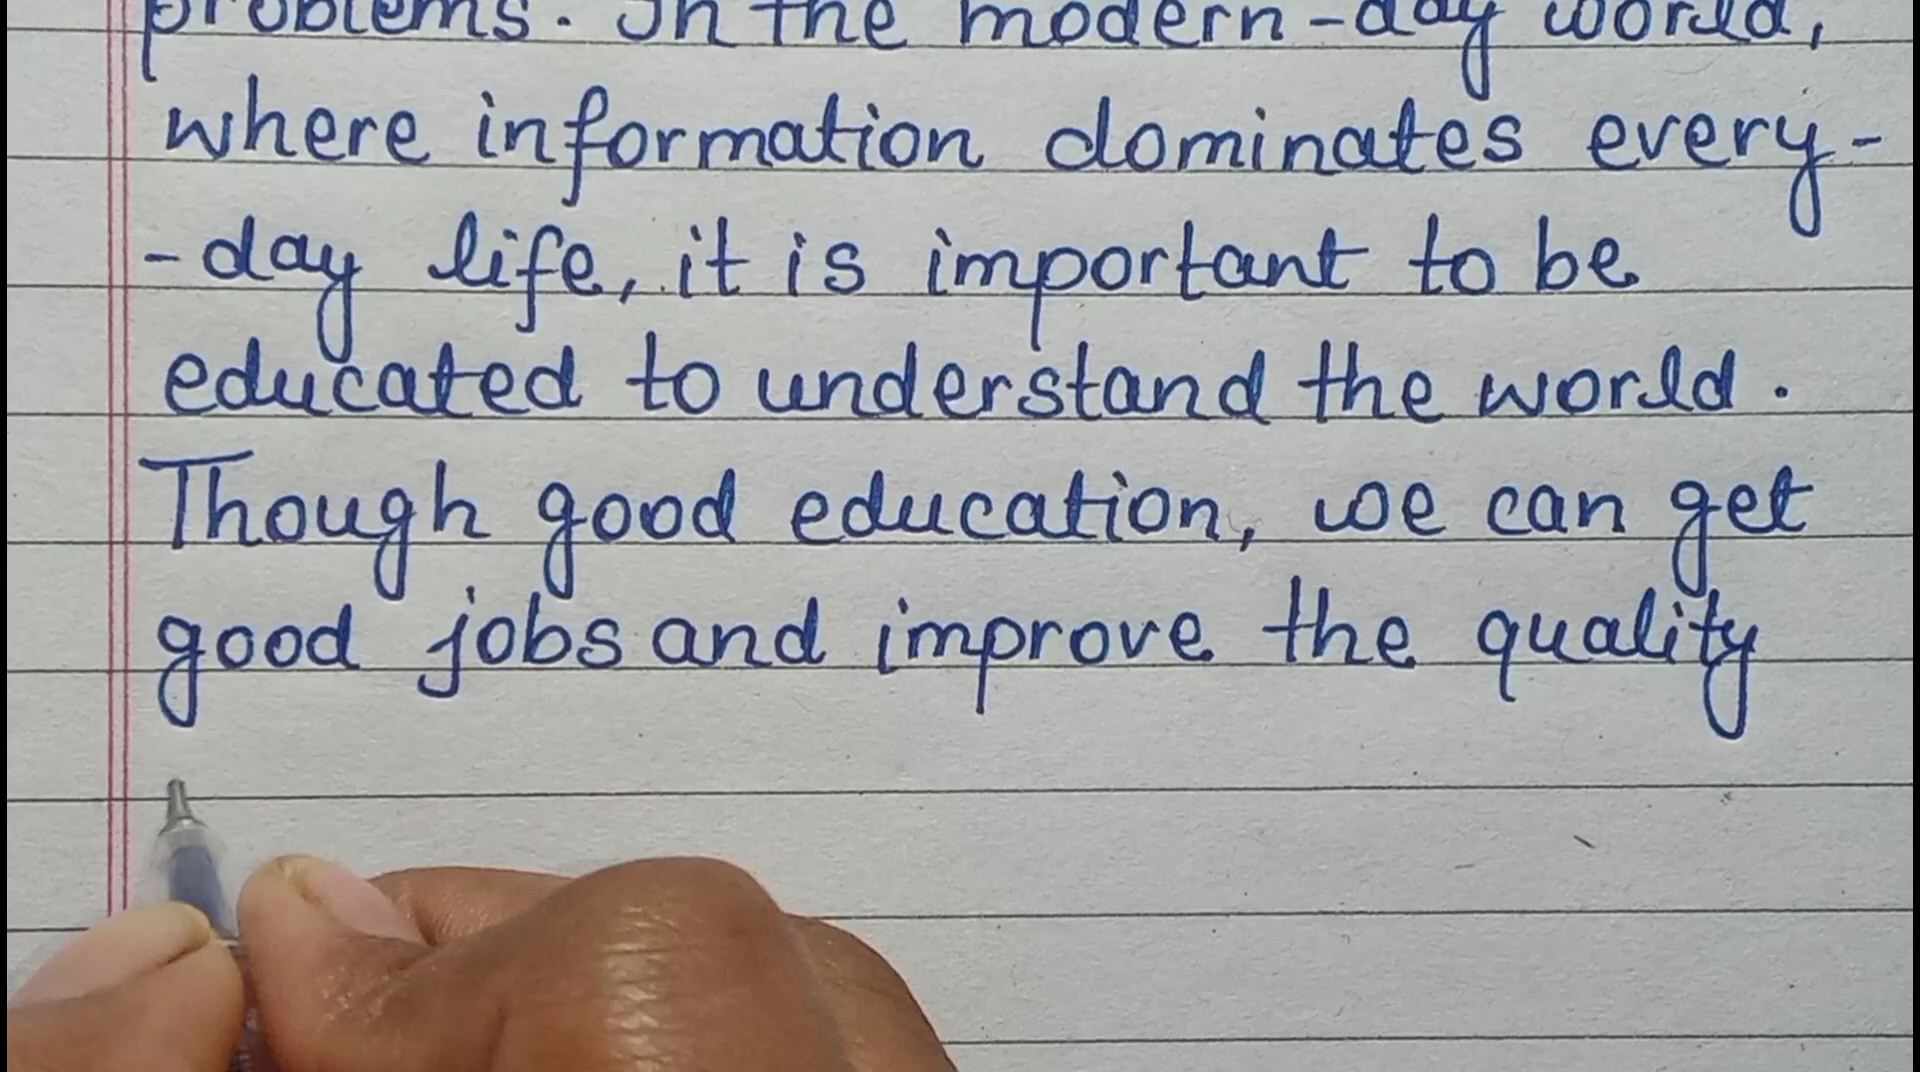 problems. In the modern-day world,
where information dominates every-
-day life, it is important to be
educated to understand the world.
Though good education, we can get
good jobs and improve the quality